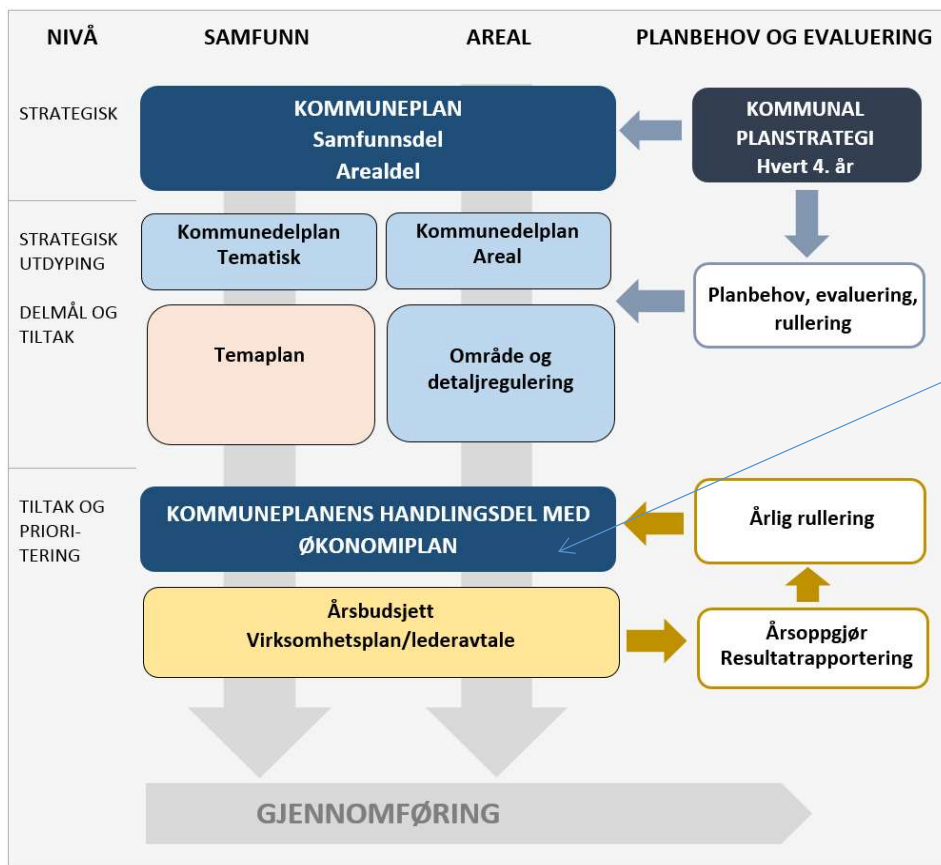 NIVÅ
SAMFUNN
AREAL
PLANBEHOV OG EVALUERING
STRATEGISK
KOMMUNEPLAN
Samfunnsdel
Arealdel
KOMMUNAL
PLANSTRATEGI
Hvert 4. år
STRATEGISK
UTDYPING
Kommunedelplan
Tematisk
Kommunedelplan
Areal
Planbehov, evaluering,
rullering
DELMÅL OG
TILTAK
Temaplan
Område og
detaljregulering
TILTAK OG
PRIORI-
TERING
KOMMUNEPLANENS HANDLINGSDEL MED
ØKONOMIPLAN
Årlig rullering
Årsbudsjett
Virksomhetsplan/lederavtale
Årsoppgjør
Resultatrapportering
GJENNOMFØRING